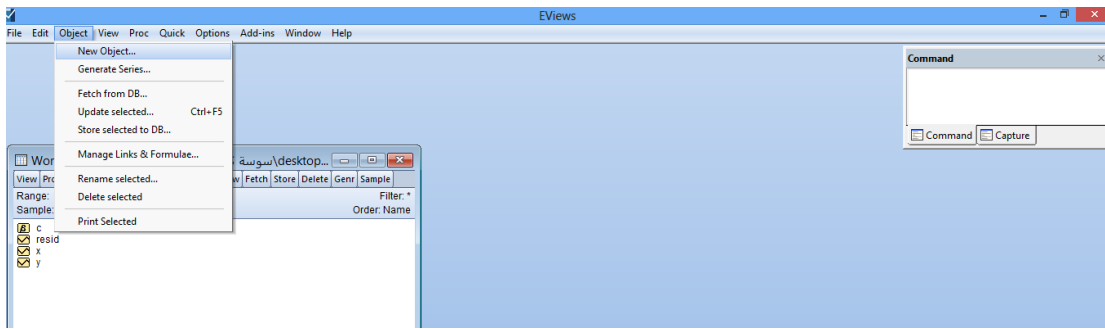 EViews
File Edit Object View Proc Quick Options Add-ins Window Help
New Object...
Generate Series...
Fetch from DB...
Update selected... Ctrl+F5
Store selected to DB...
Manage Links & Formulae...
Rename selected...
Delete selected
Print Selected
Command
Command Capture
Wor سوسة\desktop...
View Pro w Fetch Store Delete Genr Sample
Range: Filter: *
Sample: Order: Name
c
resid
x
y